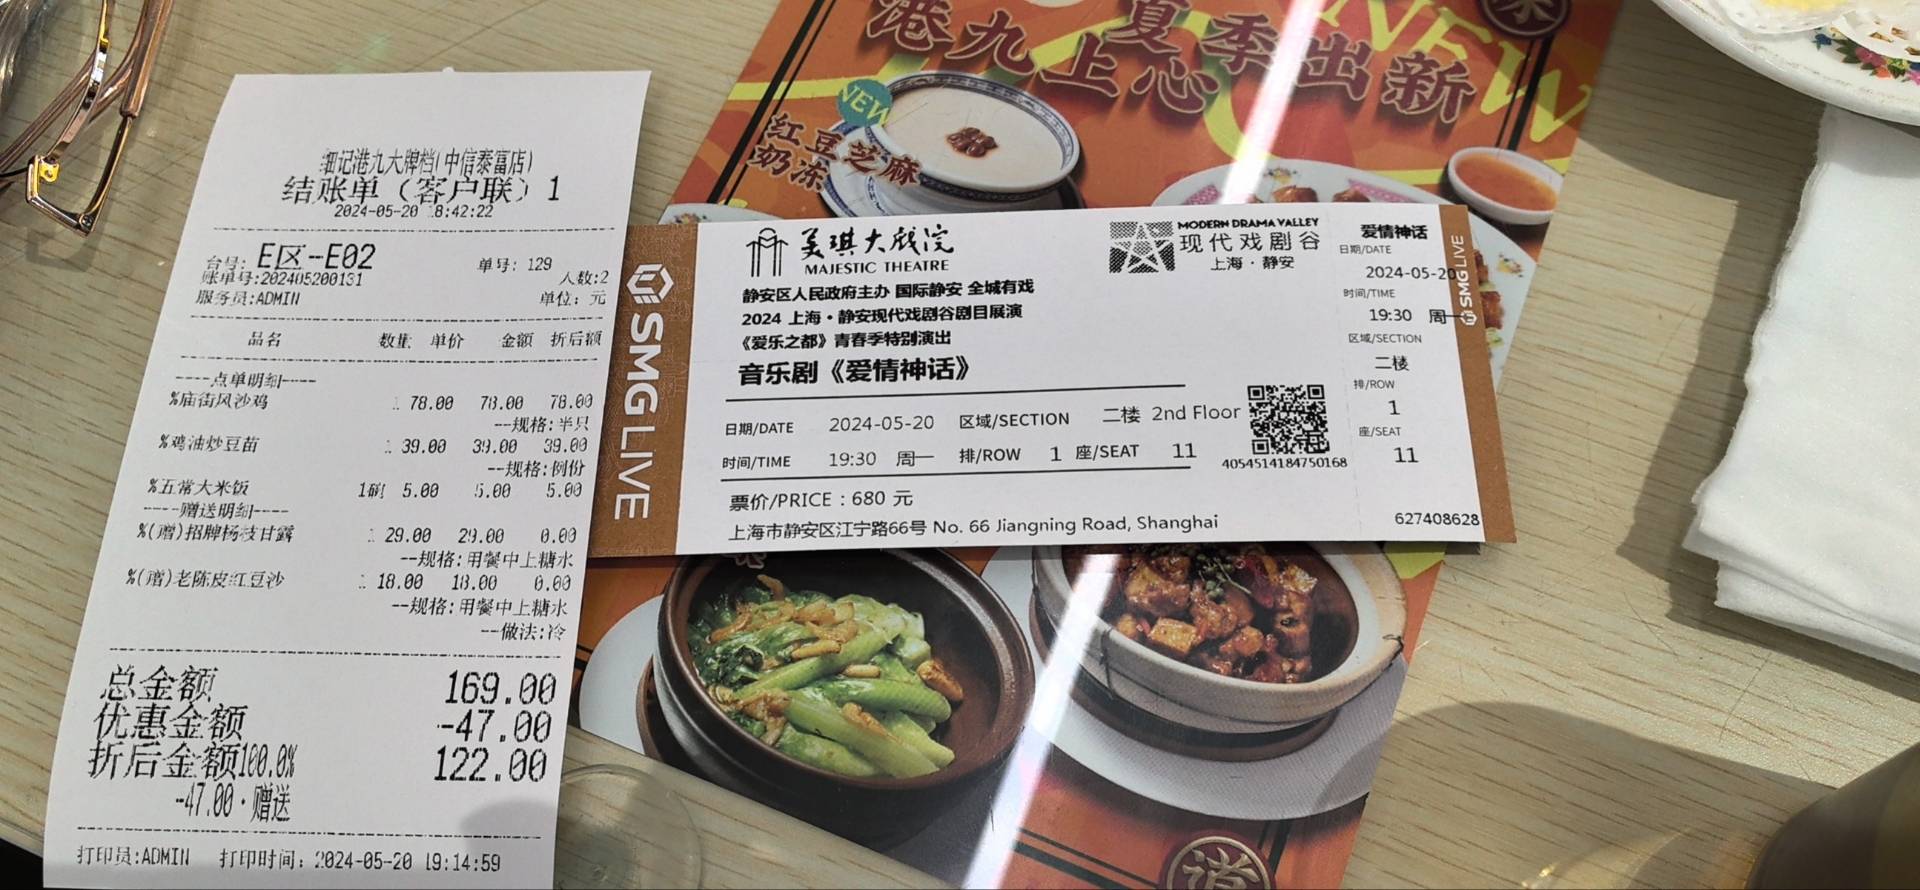 细记港九大牌档(中信泰富店)
结账单（客户联）1
2024-05-20 18:42:22
台号: E区-E02 单号: 129
账单号:202405200131 人数:2
服务员:ADMIN 单位: 元
品名 数量 单价 金额 折后额
----点单明细----
%庙街风沙鸡 1 78.00 78.00 78.00
--规格:半只
%鸡油炒豆苗 1 39.00 39.00 39.00
--规格:例份
%五常大米饭 1碗 5.00 5.00 5.00
----赠送明细----
%(赠)招牌杨枝甘露 1 29.00 29.00 0.00
--规格:用餐中上糖水
%(赠)老陈皮红豆沙 1 18.00 18.00 0.00
--规格:用餐中上糖水
--做法:冷
总金额 169.00
优惠金额 -47.00
折后金额100.0% 122.00
-47.00·赠送
打印员:ADMIN 打印时间: 2024-05-20 19:14:59
港九上心
夏季出新
NEW
NEW
红豆芝麻
奶冻
SMG LIVE
美琪大戏院
MAJESTIC THEATRE
MODERN DRAMA VALLEY
现代戏剧谷
上海·静安
静安区人民政府主办 国际静安 全城有戏
2024 上海·静安现代戏剧谷剧目展演
《爱乐之都》青春季特别演出
音乐剧《爱情神话》
日期/DATE 2024-05-20 区域/SECTION 二楼 2nd Floor
时间/TIME 19:30 周一 排/ROW 1 座/SEAT 11
4054514184750168
票价/PRICE：680 元
上海市静安区江宁路66号 No. 66 Jiangning Road, Shanghai
爱情神话
日期/DATE
2024-05-20
时间/TIME
19:30 周一
区域/SECTION
二楼
排/ROW
1
座/SEAT
11
627408628
SMG LIVE